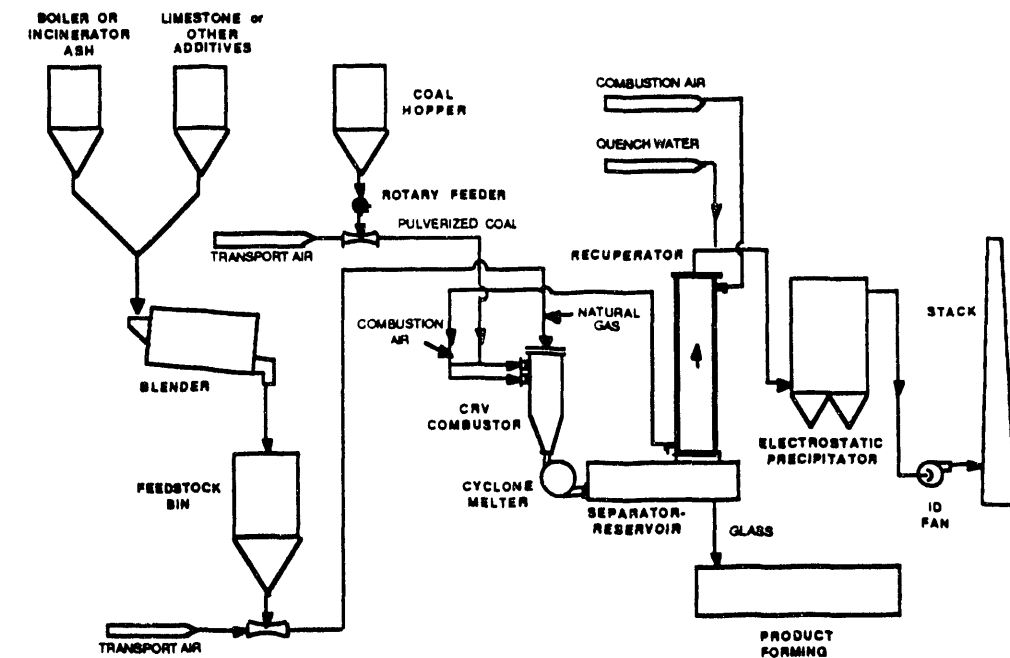 BOILER OR
INCINERATOR
ASH
LIMESTONE or
OTHER
ADDITIVES
COAL
HOPPER
COMBUSTION AIR
QUENCH WATER
ROTARY FEEDER
PULVERIZED COAL
TRANSPORT AIR
RECUPERATOR
STACK
NATURAL
GAS
COMBUSTION
AIR
BLENDER
CRV
COMBUSTOR
ELECTROSTATIC
PRECIPITATOR
FEEDSTOCK
BIN
CYCLONE
MELTER
SEPARATOR-
RESERVOIR
ID
FAN
GLASS
TRANSPORT AIR
PRODUCT
FORMING